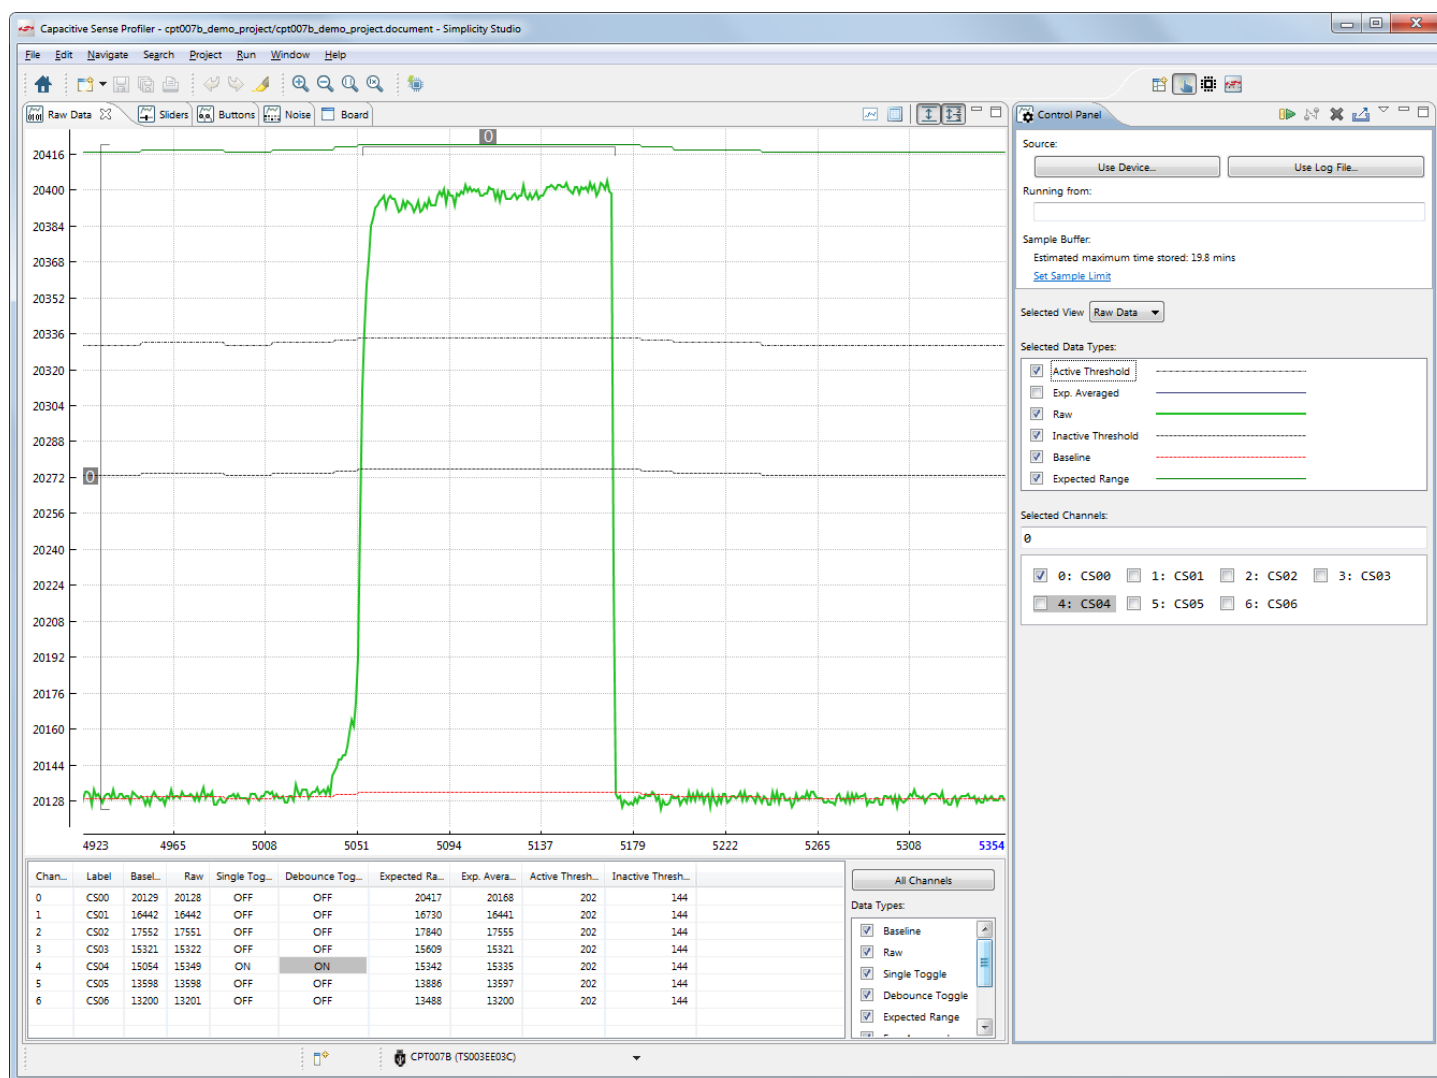 Capacitive Sense Profiler - cpt007b_demo_project/cpt007b_demo_project.document - Simplicity Studio
File Edit Navigate Search Project Run Window Help
Raw Data Sliders Buttons Noise Board
0
20416
20400
20384
20368
20352
20336
20320
20304
20288
20272
0
20256
20240
20224
20208
20192
20176
20160
20144
20128
4923 4965 5008 5051 5094 5137 5179 5222 5265 5308 5354
Chan... Label Basel... Raw Single Tog... Debounce Tog... Expected Ra... Exp. Avera... Active Thresh... Inactive Thresh...
0 CS00 20129 20128 OFF OFF 20417 20168 202 144
1 CS01 16442 16442 OFF OFF 16730 16441 202 144
2 CS02 17552 17551 OFF OFF 17840 17555 202 144
3 CS03 15321 15322 OFF OFF 15609 15321 202 144
4 CS04 15054 15349 ON ON 15342 15335 202 144
5 CS05 13598 13598 OFF OFF 13886 13597 202 144
6 CS06 13200 13201 OFF OFF 13488 13200 202 144
All Channels
Data Types:
Baseline
Raw
Single Toggle
Debounce Toggle
Expected Range
Control Panel
Source:
Use Device... Use Log File...
Running from:
Sample Buffer:
Estimated maximum time stored: 19.8 mins
Set Sample Limit
Selected View Raw Data
Selected Data Types:
Active Threshold
Exp. Averaged
Raw
Inactive Threshold
Baseline
Expected Range
Selected Channels:
0
0: CS00 1: CS01 2: CS02 3: CS03
4: CS04 5: CS05 6: CS06
CPT007B (TS003EE03C)